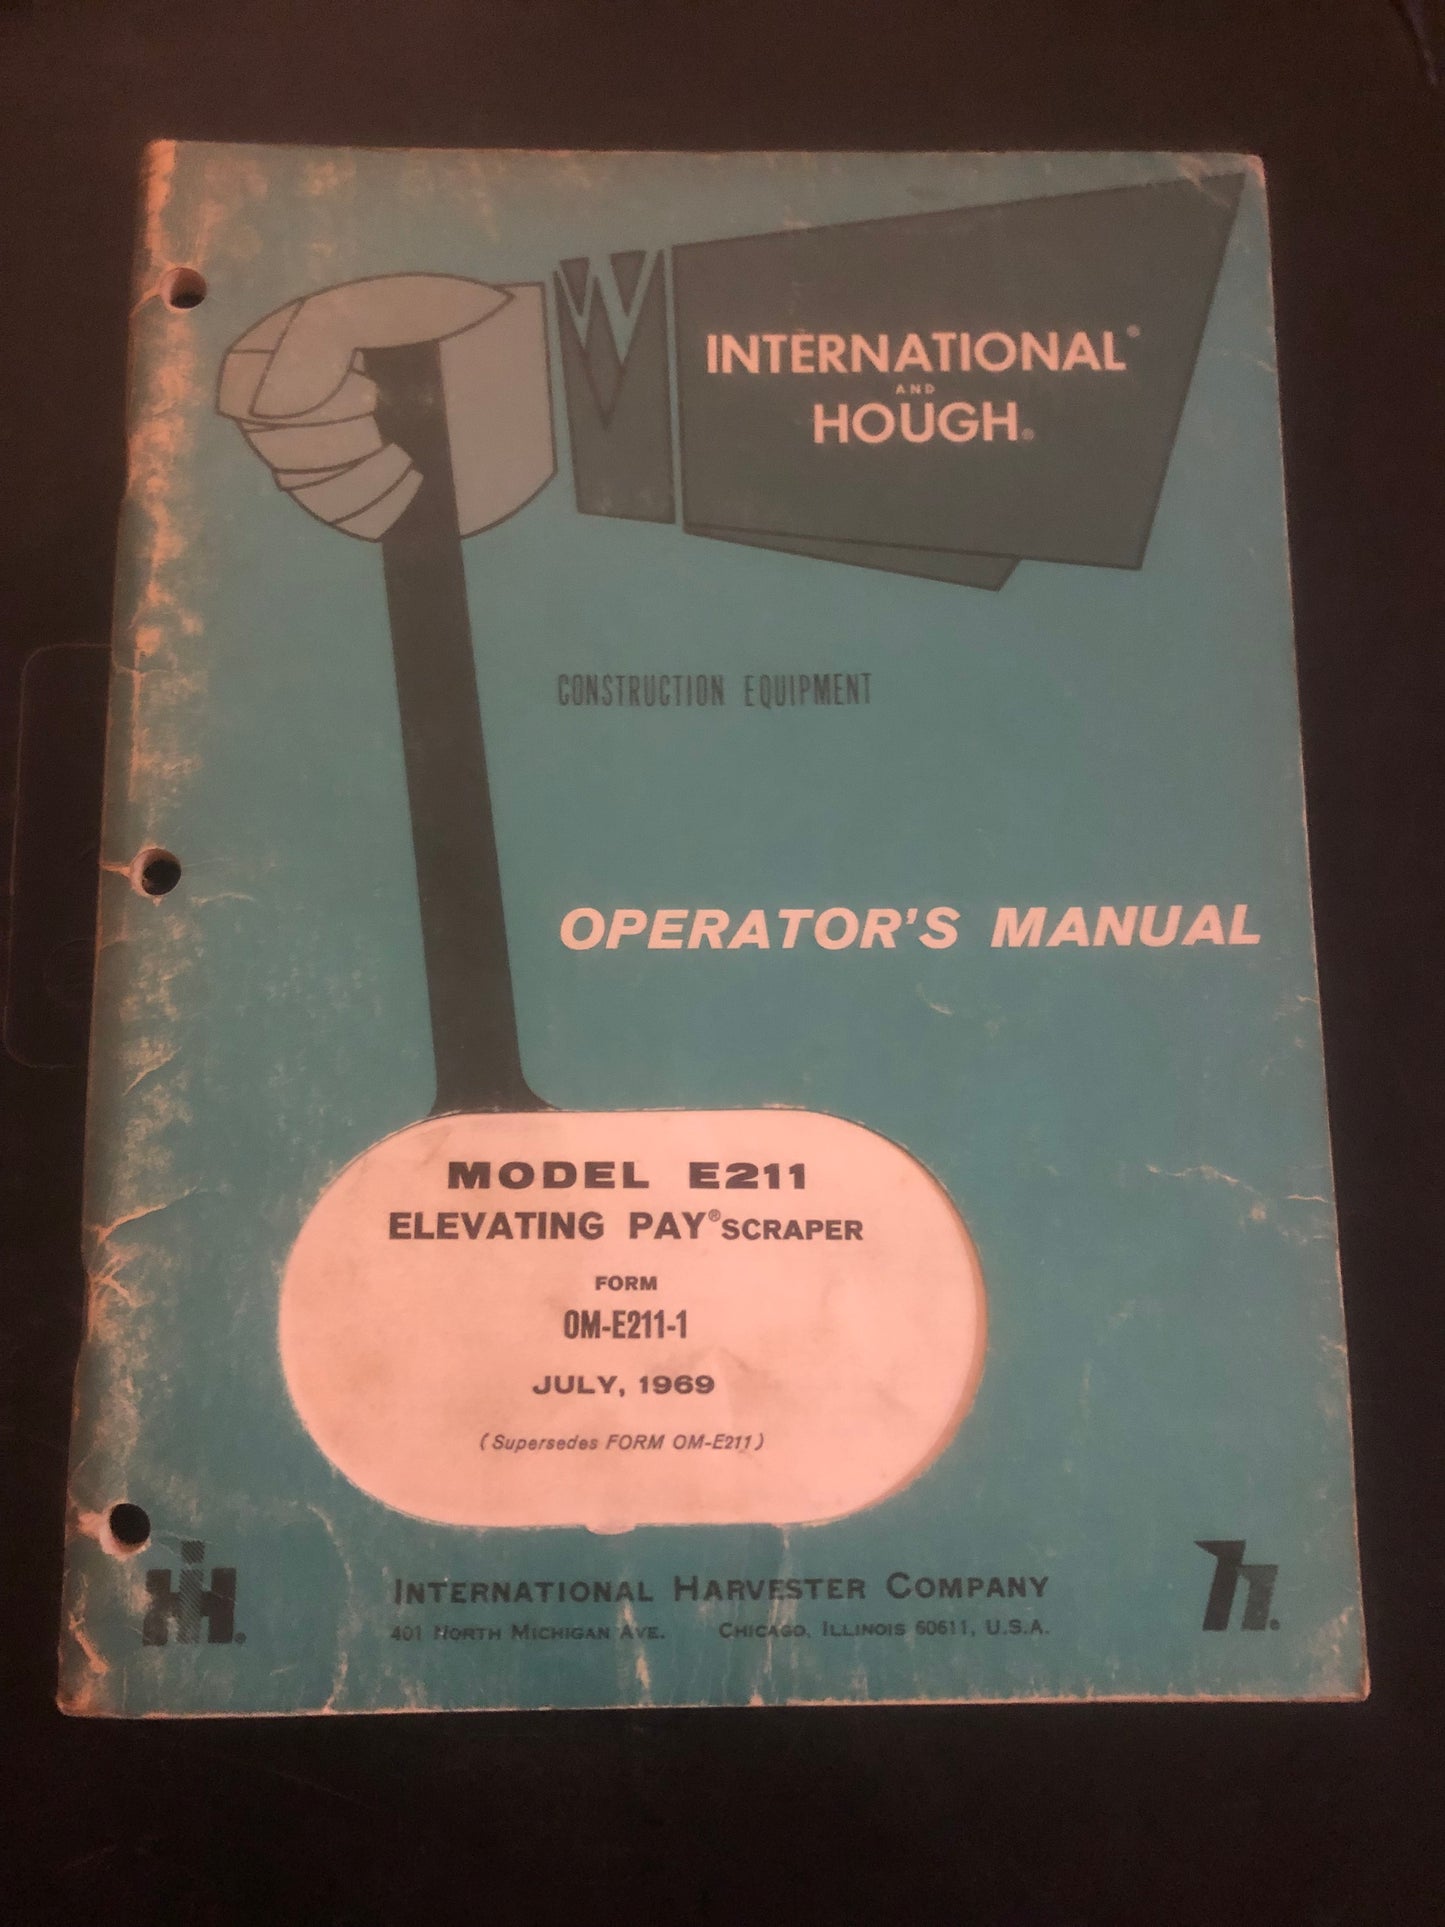 INTERNATIONAL®
AND
HOUGH®
CONSTRUCTION EQUIPMENT
OPERATOR'S MANUAL
MODEL E211
ELEVATING PAY® SCRAPER
FORM
OM-E211-1
JULY, 1969
(Supersedes FORM OM-E211)
IH®
INTERNATIONAL HARVESTER COMPANY
401 NORTH MICHIGAN AVE. CHICAGO, ILLINOIS 60611, U.S.A.
h®